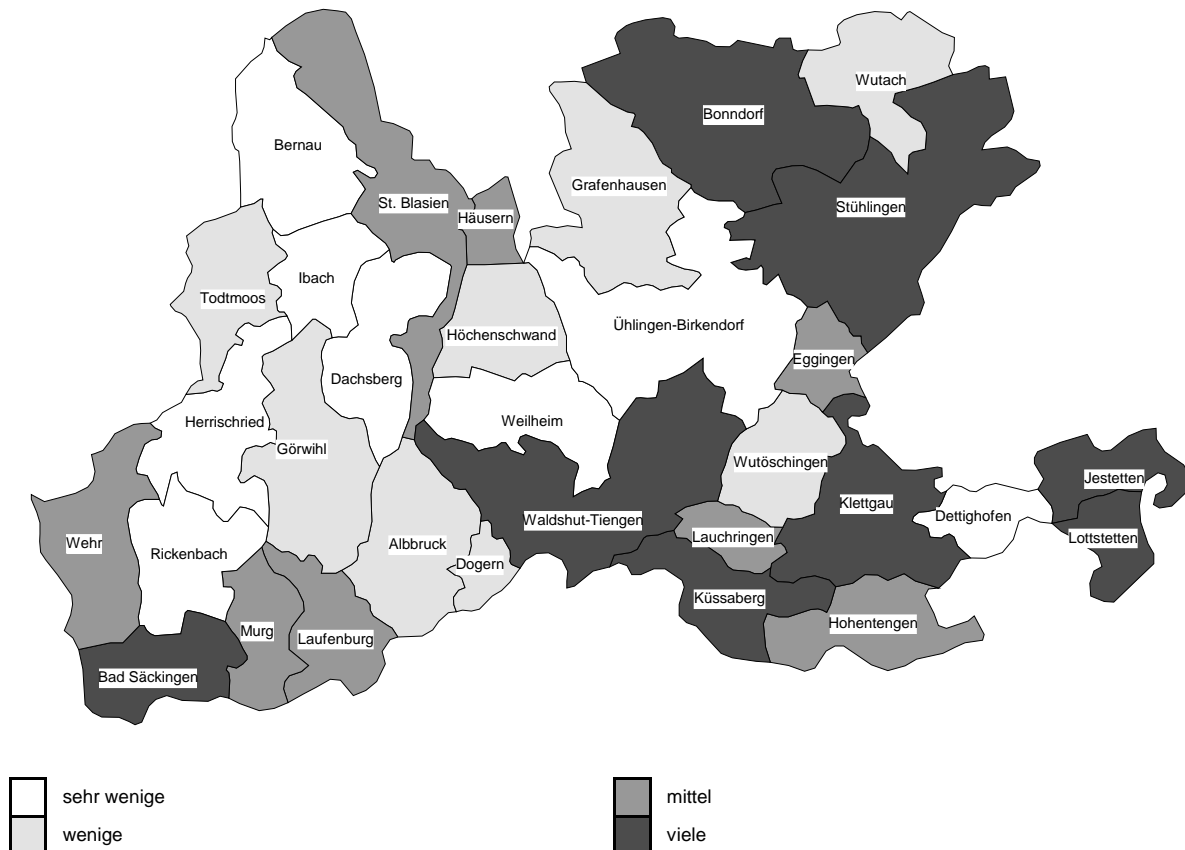 Wutach
Bonndorf
Bernau
Grafenhausen
St. Blasien
Häusern
Stühlingen
Ibach
Todtmoos
Ühlingen-Birkendorf
Höchenschwand
Eggingen
Dachsberg
Herrischried
Weilheim
Görwihl
Wutöschingen
Jestetten
Klettgau
Dettighofen
Waldshut-Tiengen
Lauchringen
Lottstetten
Wehr
Rickenbach
Albbruck
Dogern
Küssaberg
Hohentengen
Murg
Laufenburg
Bad Säckingen
sehr wenige
mittel
wenige
viele